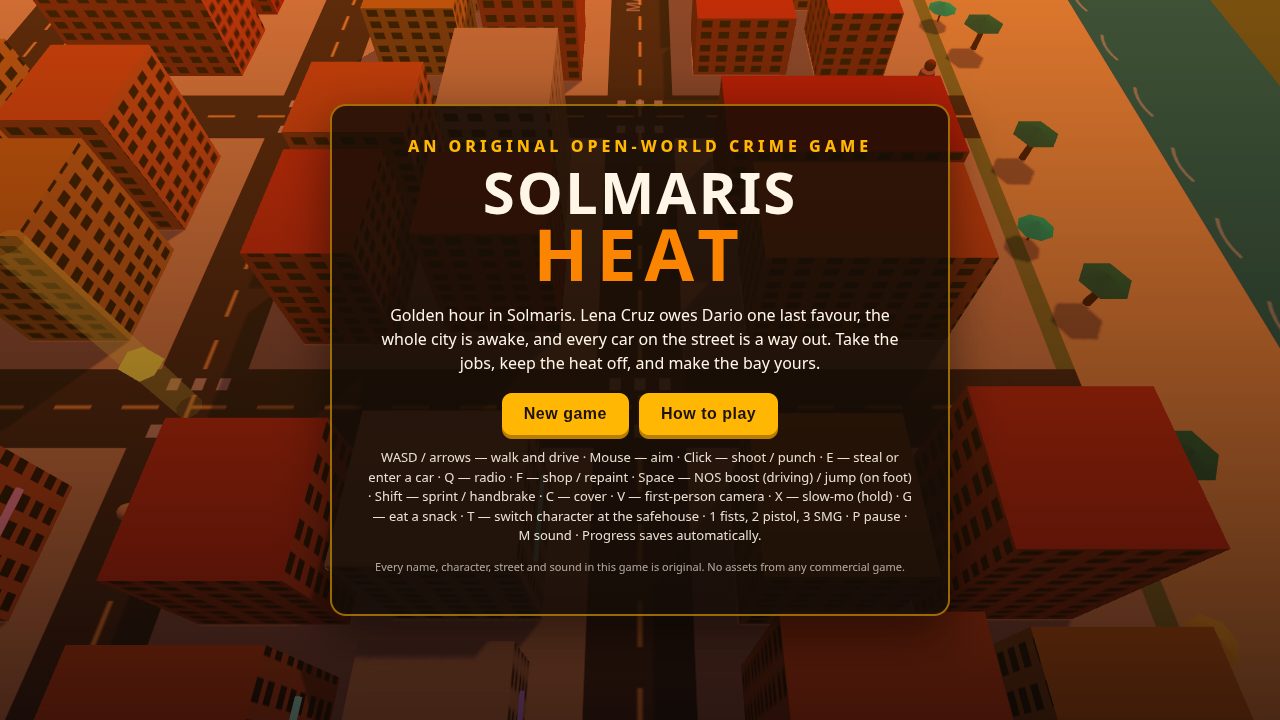 AN ORIGINAL OPEN-WORLD CRIME GAME
SOLMARIS
HEAT
Golden hour in Solmaris. Lena Cruz owes Dario one last favour, the
whole city is awake, and every car on the street is a way out. Take the
jobs, keep the heat off, and make the bay yours.
New game
How to play
WASD / arrows — walk and drive · Mouse — aim · Click — shoot / punch · E — steal or
enter a car · Q — radio · F — shop / repaint · Space — NOS boost (driving) / jump (on foot)
· Shift — sprint / handbrake · C — cover · V — first-person camera · X — slow-mo (hold) · G
— eat a snack · T — switch character at the safehouse · 1 fists, 2 pistol, 3 SMG · P pause ·
M sound · Progress saves automatically.
Every name, character, street and sound in this game is original. No assets from any commercial game.